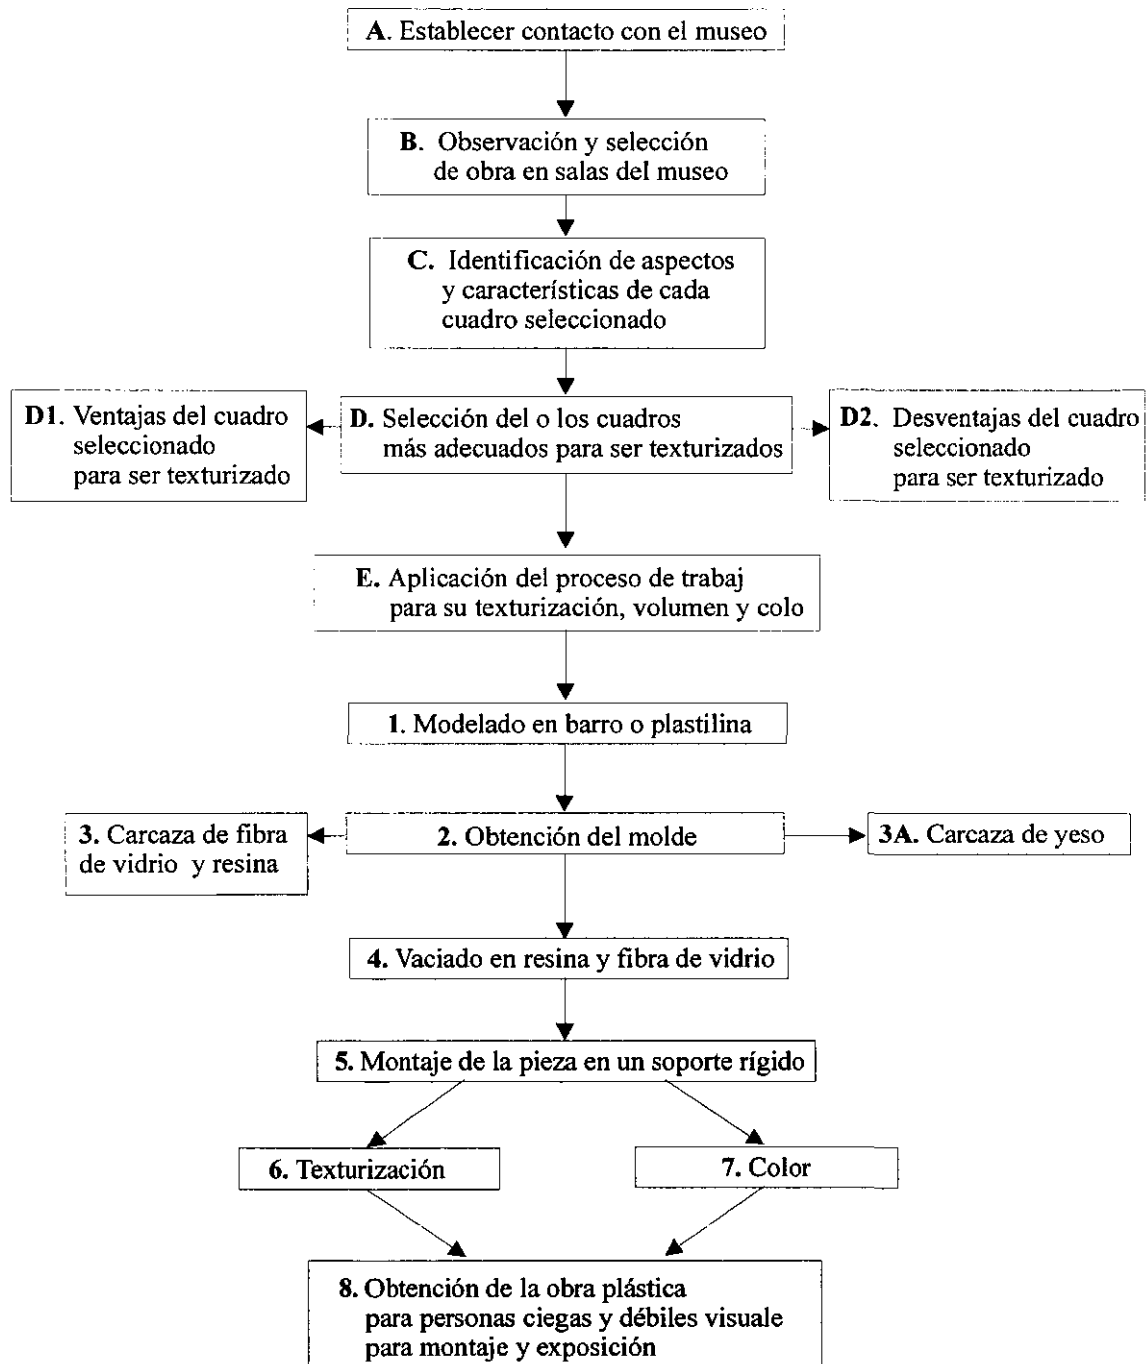 A. Establecer contacto con el museo
B. Observación y selección
de obra en salas del museo
C. Identificación de aspectos
y características de cada
cuadro seleccionado
D1. Ventajas del cuadro
seleccionado
para ser texturizado
D. Selección del o los cuadros
más adecuados para ser texturizados
D2. Desventajas del cuadro
seleccionado
para ser texturizado
E. Aplicación del proceso de trabaj
para su texturización, volumen y colo
1. Modelado en barro o plastilina
3. Carcaza de fibra
de vidrio y resina
2. Obtención del molde
3A. Carcaza de yeso
4. Vaciado en resina y fibra de vidrio
5. Montaje de la pieza en un soporte rígido
6. Texturización
7. Color
8. Obtención de la obra plástica
para personas ciegas y débiles visuale
para montaje y exposición